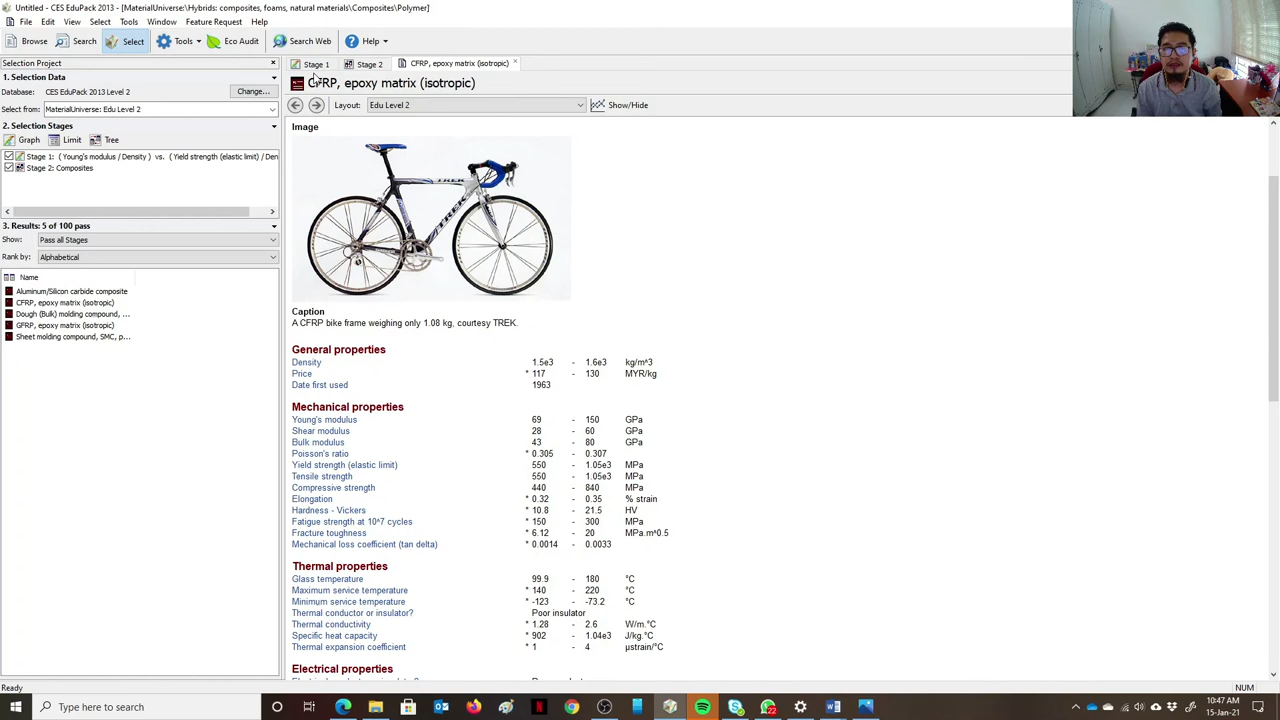 Untitled - CES EduPack 2013 - [MaterialUniverse:\Hybrids: composites, foams, natural materials\Composites\Polymer]
File Edit View Select Tools Window Feature Request Help
Browse Search Select Tools Eco Audit Search Web Help
Selection Project
Stage 1 Stage 2 CFRP, epoxy matrix (isotropic)
1. Selection Data
CFRP, epoxy matrix (isotropic)
Database: CES EduPack 2013 Level 2 Change...
Select from: MaterialUniverse: Edu Level 2
Layout: Edu Level 2 Show/Hide
2. Selection Stages
Graph Limit Tree
Stage 1: (Young's modulus / Density) vs. (Yield strength (elastic limit) / Den
Stage 2: Composites
3. Results: 5 of 100 pass
Show: Pass all Stages
Rank by: Alphabetical
Name
Aluminum/Silicon carbide composite
CFRP, epoxy matrix (isotropic)
Dough (Bulk) molding compound, ...
GFRP, epoxy matrix (isotropic)
Sheet molding compound, SMC, p...
Image
TREK
TREK
Caption
A CFRP bike frame weighing only 1.08 kg, courtesy TREK.
General properties
Density 1.5e3 - 1.6e3 kg/m^3
Price * 117 - 130 MYR/kg
Date first used 1963
Mechanical properties
Young's modulus 69 - 150 GPa
Shear modulus 28 - 60 GPa
Bulk modulus 43 - 80 GPa
Poisson's ratio * 0.305 - 0.307
Yield strength (elastic limit) 550 - 1.05e3 MPa
Tensile strength 550 - 1.05e3 MPa
Compressive strength 440 - 840 MPa
Elongation * 0.32 - 0.35 % strain
Hardness - Vickers * 10.8 - 21.5 HV
Fatigue strength at 10^7 cycles * 150 - 300 MPa
Fracture toughness * 6.12 - 20 MPa.m^0.5
Mechanical loss coefficient (tan delta) * 0.0014 - 0.0033
Thermal properties
Glass temperature 99.9 - 180 °C
Maximum service temperature * 140 - 220 °C
Minimum service temperature * -123 - -73.2 °C
Thermal conductor or insulator? Poor insulator
Thermal conductivity * 1.28 - 2.6 W/m.°C
Specific heat capacity * 902 - 1.04e3 J/kg.°C
Thermal expansion coefficient * 1 - 4 µstrain/°C
Electrical properties
Ready
NUM
Type here to search
22
10:47 AM
15-Jan-21